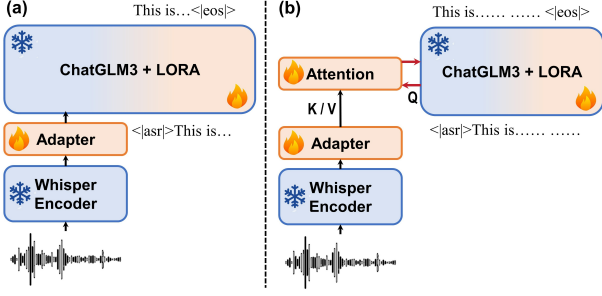 (a)
This is…<|eos|>
ChatGLM3 + LORA
Adapter
<|asr|>This is…
Whisper
Encoder
(b)
This is…… …… <|eos|>
Attention
ChatGLM3 + LORA
Q
K / V
<|asr|>This is…… ……
Adapter
Whisper
Encoder